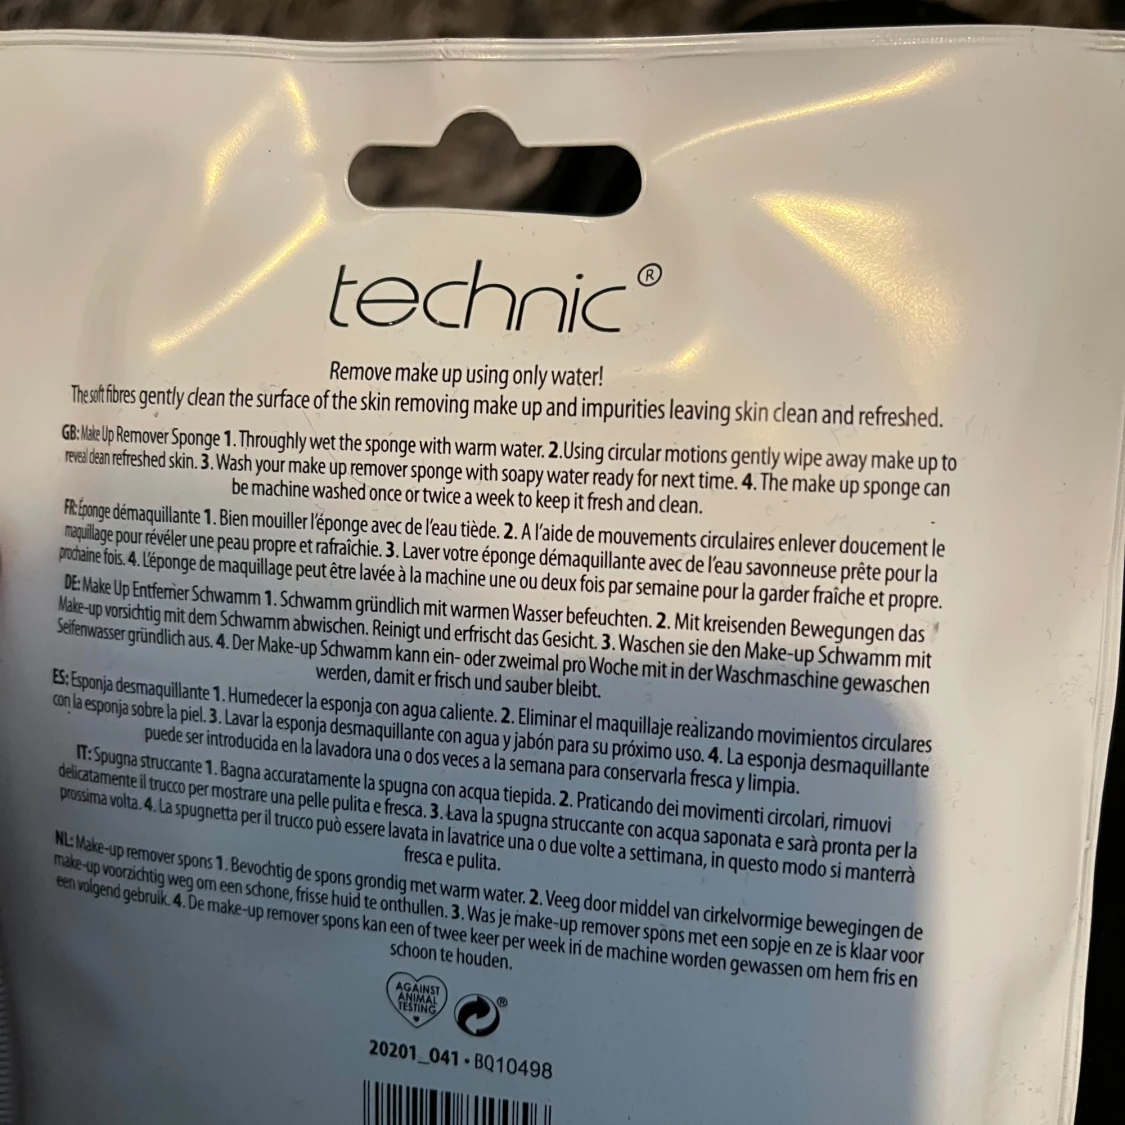 technic®
Remove make up using only water!
The soft fibres gently clean the surface of the skin removing make up and impurities leaving skin clean and refreshed.
GB: Make Up Remover Sponge 1. Throughly wet the sponge with warm water. 2.Using circular motions gently wipe away make up to
reveal clean refreshed skin. 3. Wash your make up remover sponge with soapy water ready for next time. 4. The make up sponge can
be machine washed once or twice a week to keep it fresh and clean.
FR: Éponge démaquillante 1. Bien mouiller l'éponge avec de l'eau tiède. 2. A l'aide de mouvements circulaires enlever doucement le
maquillage pour révéler une peau propre et rafraîchie. 3. Laver votre éponge démaquillante avec de l'eau savonneuse prête pour la
prochaine fois. 4. L'éponge de maquillage peut être lavée à la machine une ou deux fois par semaine pour la garder fraîche et propre.
DE: Make Up Entferner Schwamm 1. Schwamm gründlich mit warmen Wasser befeuchten. 2. Mit kreisenden Bewegungen das
Make-up vorsichtig mit dem Schwamm abwischen. Reinigt und erfrischt das Gesicht. 3. Waschen sie den Make-up Schwamm mit
Seifenwasser gründlich aus. 4. Der Make-up Schwamm kann ein- oder zweimal pro Woche mit in der Waschmaschine gewaschen
werden, damit er frisch und sauber bleibt.
ES: Esponja desmaquillante 1. Humedecer la esponja con agua caliente. 2. Eliminar el maquillaje realizando movimientos circulares
con la esponja sobre la piel. 3. Lavar la esponja desmaquillante con agua y jabón para su próximo uso. 4. La esponja desmaquillante
puede ser introducida en la lavadora una o dos veces a la semana para conservarla fresca y limpia.
IT: Spugna struccante 1. Bagna accuratamente la spugna con acqua tiepida. 2. Praticando dei movimenti circolari, rimuovi
delicatamente il trucco per mostrare una pelle pulita e fresca. 3. Lava la spugna struccante con acqua saponata e sarà pronta per la
prossima volta. 4. La spugnetta per il trucco può essere lavata in lavatrice una o due volte a settimana, in questo modo si manterrà
fresca e pulita.
NL: Make-up remover spons 1. Bevochtig de spons grondig met warm water. 2. Veeg door middel van cirkelvormige bewegingen de
make-up voorzichtig weg om een schone, frisse huid te onthullen. 3. Was je make-up remover spons met een sopje en ze is klaar voor
een volgend gebruik. 4. De make-up remover spons kan een of twee keer per week in de machine worden gewassen om hem fris en
schoon te houden.
AGAINST
ANIMAL
TESTING
®
20201_041 • BQ10498